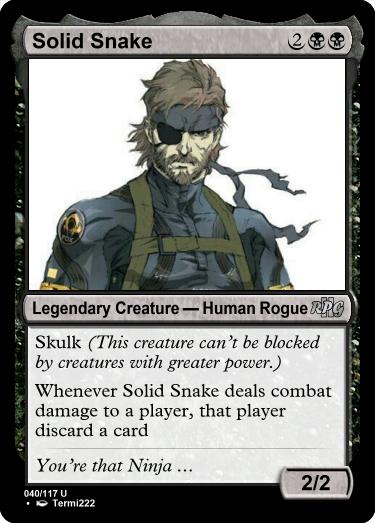 Solid Snake 2
Legendary Creature — Human Rogue RPG
Skulk (This creature can't be blocked
by creatures with greater power.)
Whenever Solid Snake deals combat
damage to a player, that player
discard a card
You're that Ninja ...
2/2
040/117 U
• Termi222